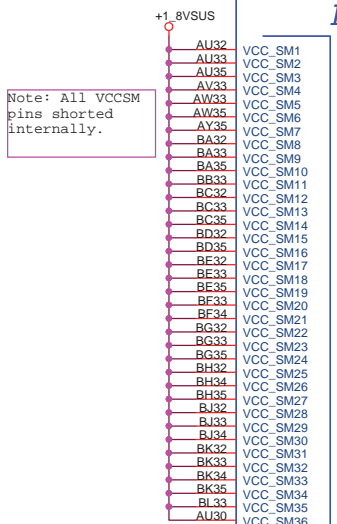 +1_8VSUS
Note: All VCCSM
pins shorted
internally.
AU32 VCC_SM1
AU33 VCC_SM2
AU35 VCC_SM3
AV33 VCC_SM4
AW33 VCC_SM5
AW35 VCC_SM6
AY35 VCC_SM7
BA32 VCC_SM8
BA33 VCC_SM9
BA35 VCC_SM10
BB33 VCC_SM11
BC32 VCC_SM12
BC33 VCC_SM13
BC35 VCC_SM14
BD32 VCC_SM15
BD35 VCC_SM16
BE32 VCC_SM17
BE33 VCC_SM18
BE35 VCC_SM19
BF33 VCC_SM20
BF34 VCC_SM21
BG32 VCC_SM22
BG33 VCC_SM23
BG35 VCC_SM24
BH32 VCC_SM25
BH34 VCC_SM26
BH35 VCC_SM27
BJ32 VCC_SM28
BJ33 VCC_SM29
BJ34 VCC_SM30
BK32 VCC_SM31
BK33 VCC_SM32
BK34 VCC_SM33
BK35 VCC_SM34
BL33 VCC_SM35
AU30 VCC_SM36